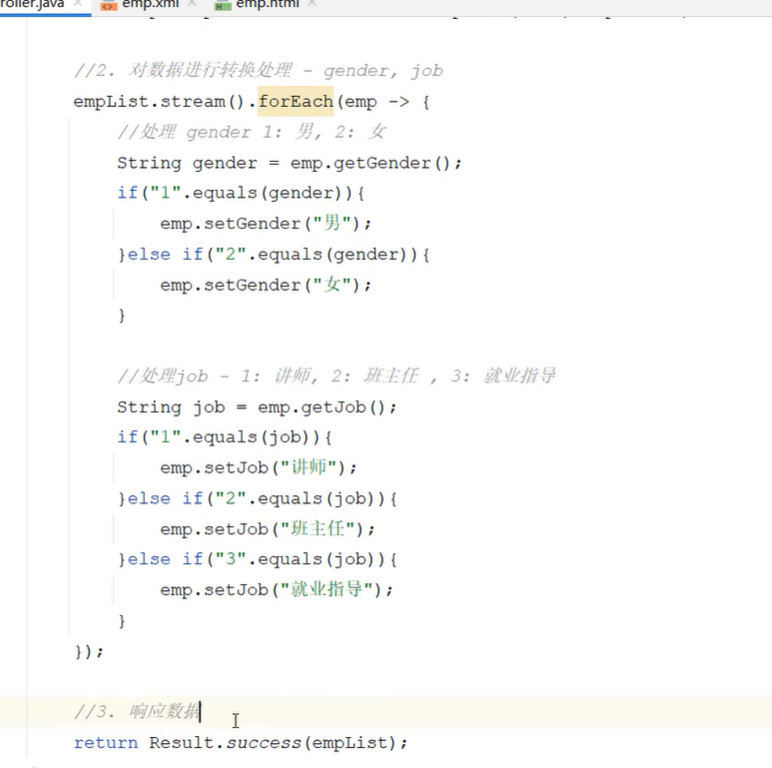 roller.java × emp.xml × emp.html ×
//2. 对数据进行转换处理 - gender, job
empList.stream().forEach(emp -> {
//处理 gender 1: 男, 2: 女
String gender = emp.getGender();
if("1".equals(gender)){
emp.setGender("男");
}else if("2".equals(gender)){
emp.setGender("女");
}
//处理job - 1: 讲师, 2: 班主任 , 3: 就业指导
String job = emp.getJob();
if("1".equals(job)){
emp.setJob("讲师");
}else if("2".equals(job)){
emp.setJob("班主任");
}else if("3".equals(job)){
emp.setJob("就业指导");
}
});
//3. 响应数据
return Result.success(empList);